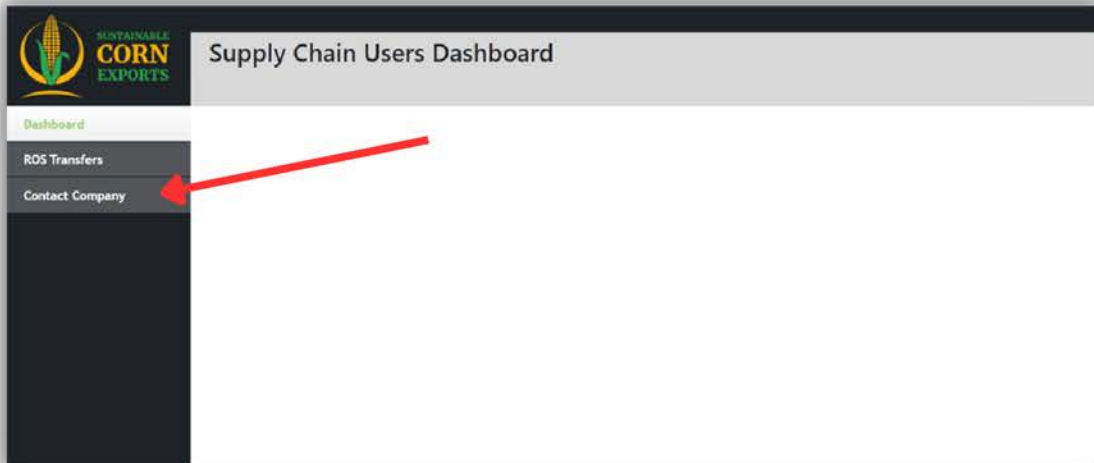 SUSTAINABLE
CORN
EXPORTS
Supply Chain Users Dashboard
Dashboard
ROS Transfers
Contact Company